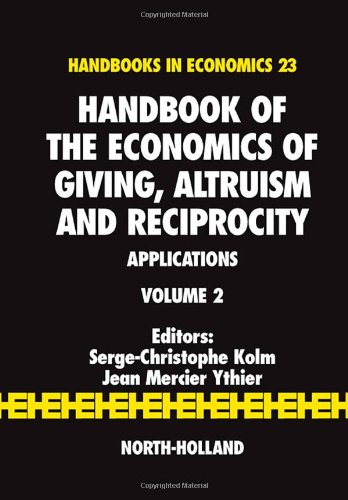 Copyrighted Material
HANDBOOKS IN ECONOMICS 23
HANDBOOK OF
THE ECONOMICS OF
GIVING, ALTRUISM
AND RECIPROCITY
APPLICATIONS
VOLUME 2
Editors:
Serge-Christophe Kolm
Jean Mercier Ythier
NORTH-HOLLAND
Copyrighted Material